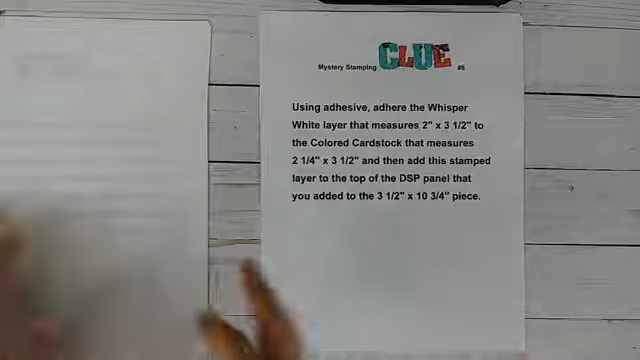 Mystery Stamping CLUE #8
Using adhesive, adhere the Whisper
White layer that measures 2" x 3 1/2" to
the Colored Cardstock that measures
2 1/4" x 3 1/2" and then add this stamped
layer to the top of the DSP panel that
you added to the 3 1/2" x 10 3/4" piece.